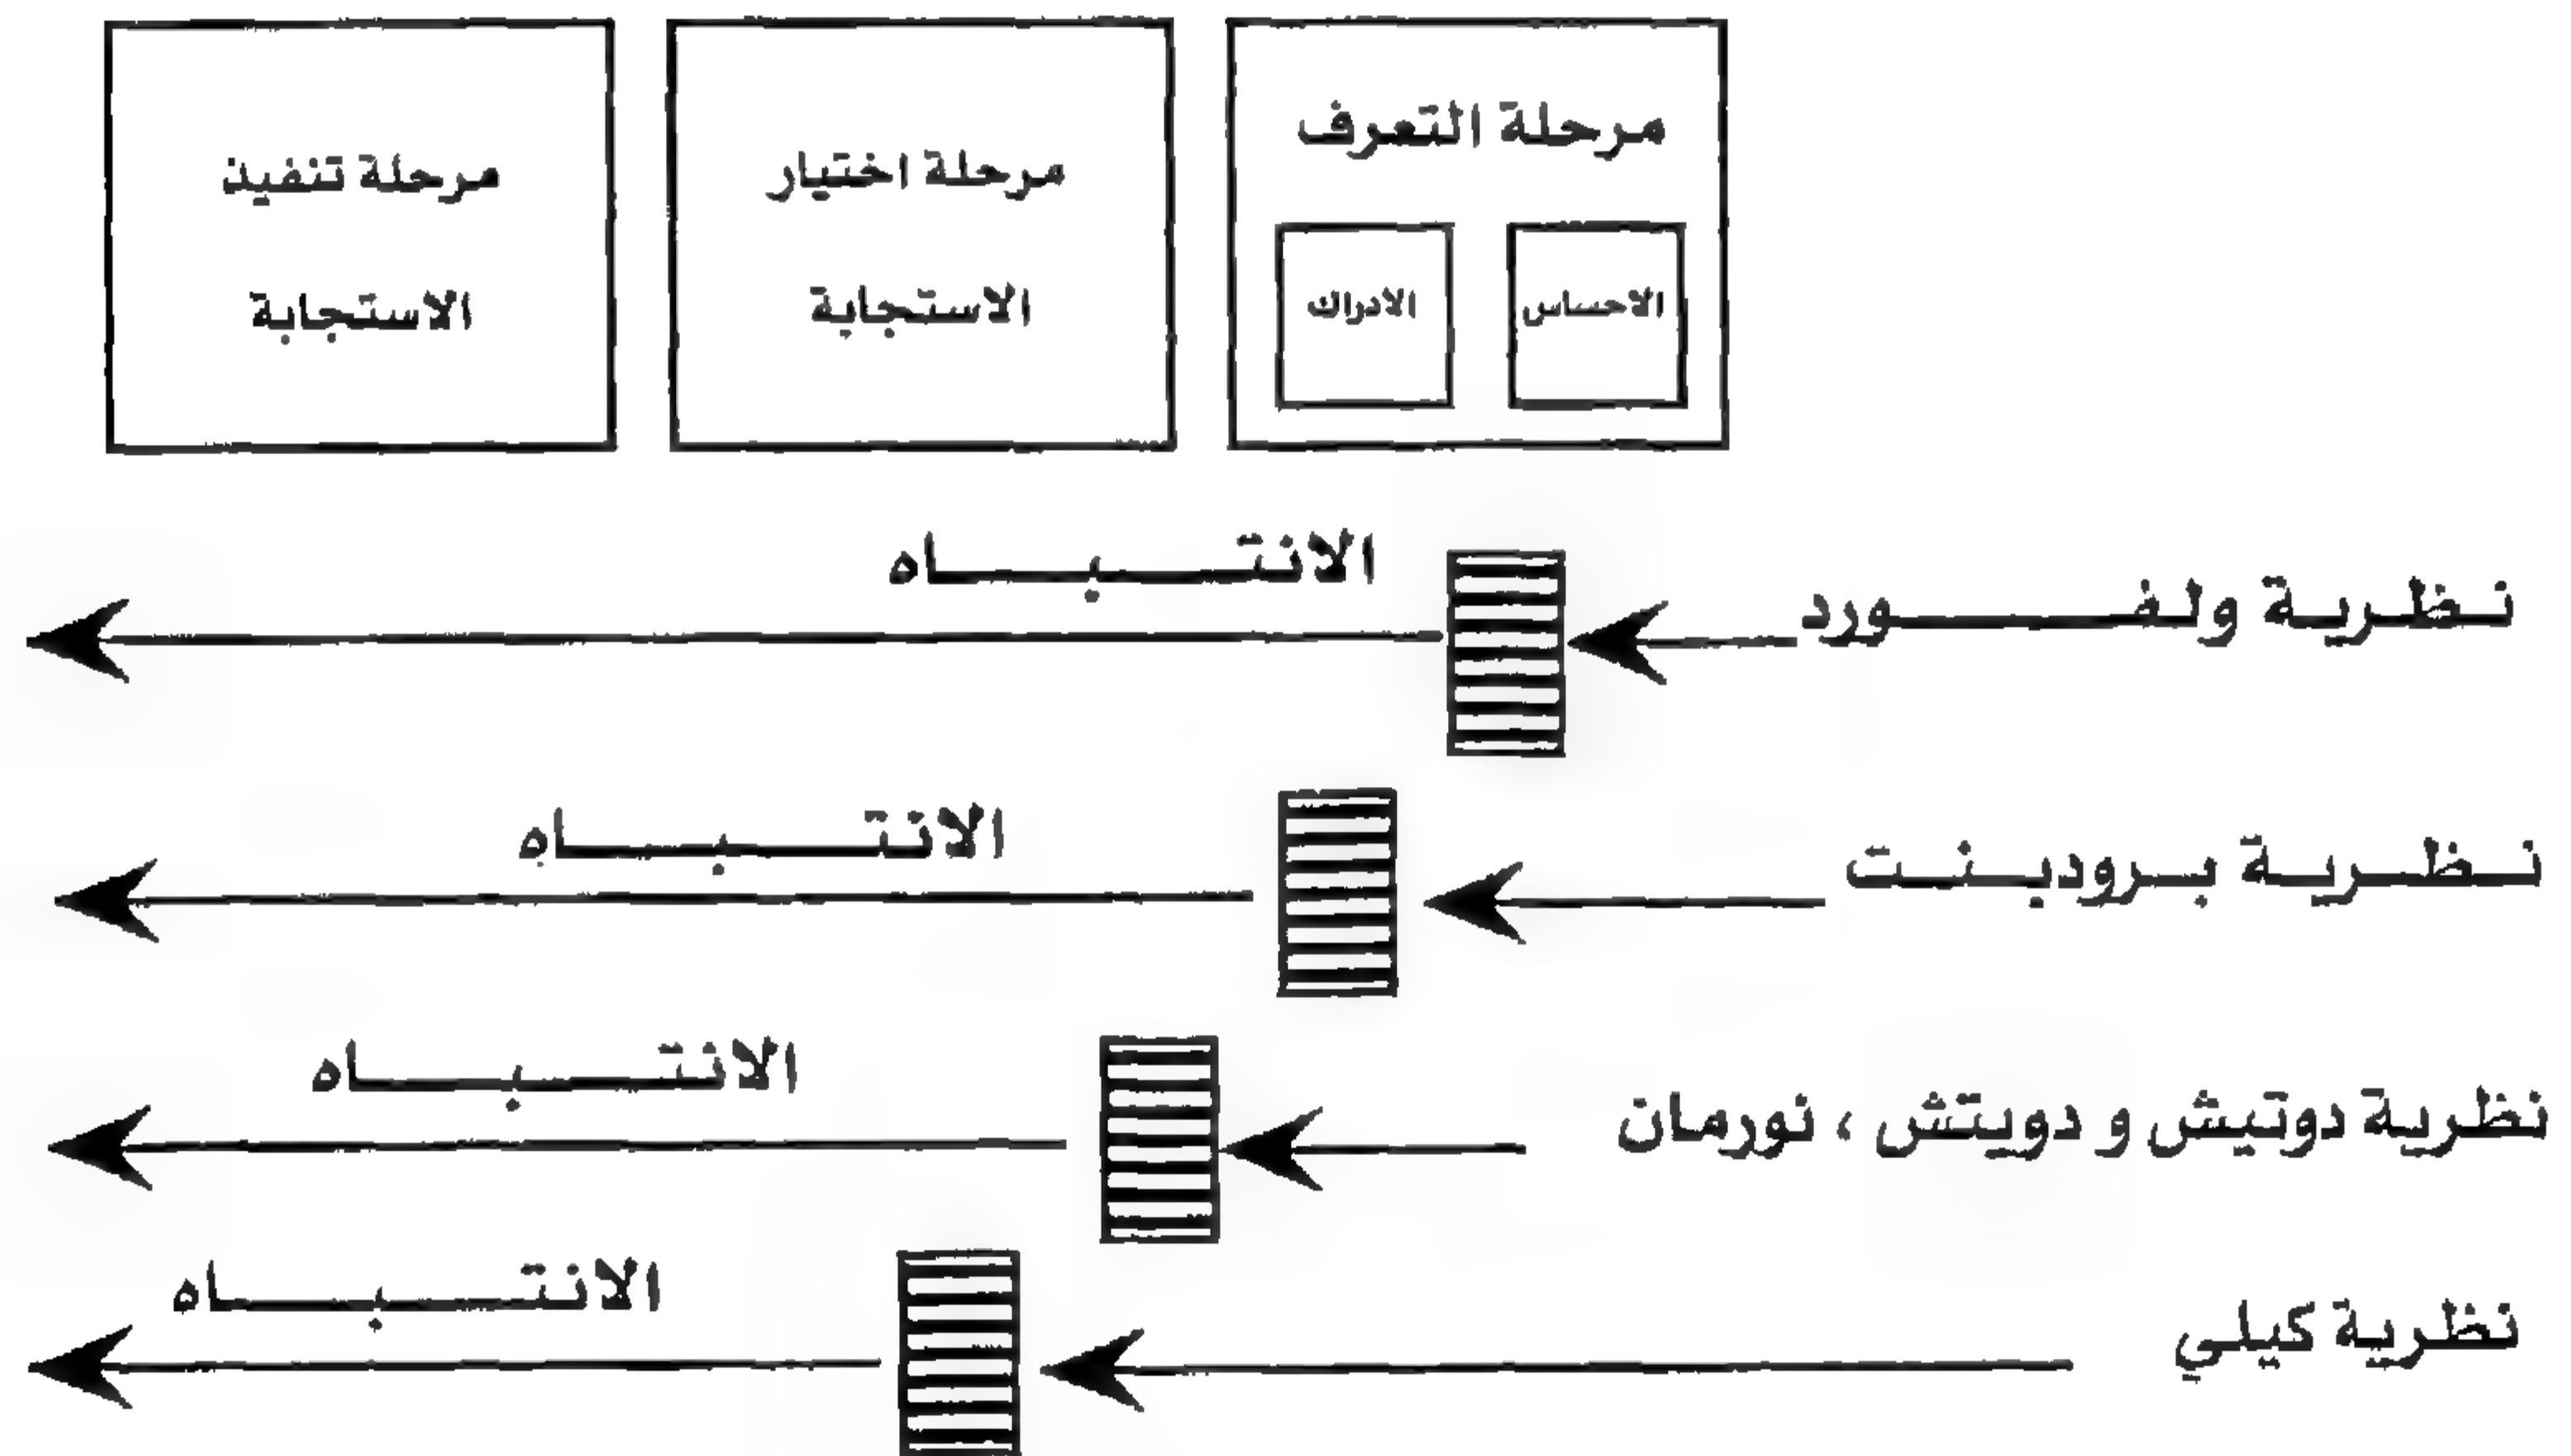 مرحلة التعرف
الاحساس
الادراك
مرحلة اختيار
الاستجابة
مرحلة تنفيذ
الاستجابة
نظرية ولفورد
الانتباه
نظرية برودبنت
الانتباه
نظرية دوتيش و دويتش ، نورمان
الانتباه
نظرية كيلي
الانتباه